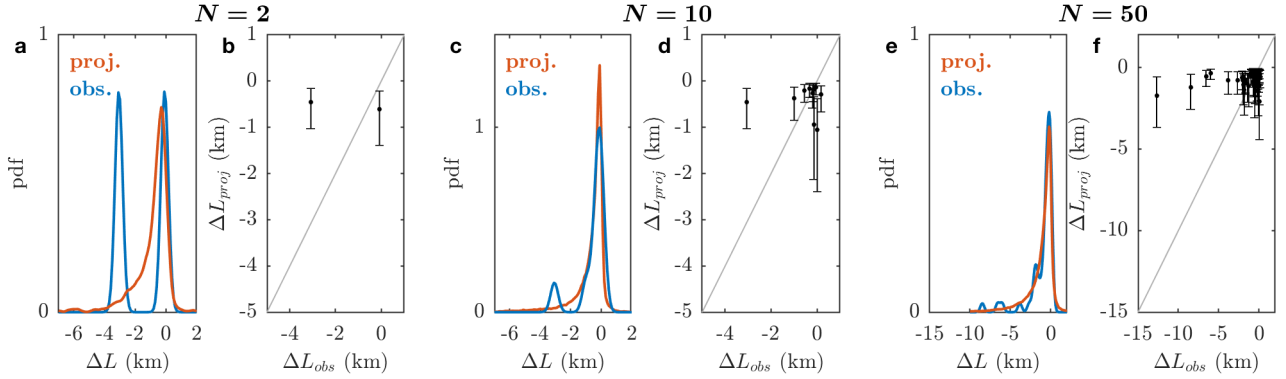 N = 2
N = 10
N = 50
a
proj.
obs.
pdf
1
0
-6
-4
-2
0
2
ΔL (km)
b
ΔL_proj (km)
1
0
-1
-2
-3
-4
-5
-4
-2
0
ΔL_obs (km)
c
proj.
obs.
pdf
1
0
-6
-4
-2
0
2
ΔL (km)
d
ΔL_proj (km)
1
0
-1
-2
-3
-4
-5
-4
-2
0
ΔL_obs (km)
e
proj.
obs.
pdf
1
0
-15
-10
-5
0
ΔL (km)
f
ΔL_proj (km)
0
-5
-10
-15
-15
-10
-5
0
ΔL_obs (km)